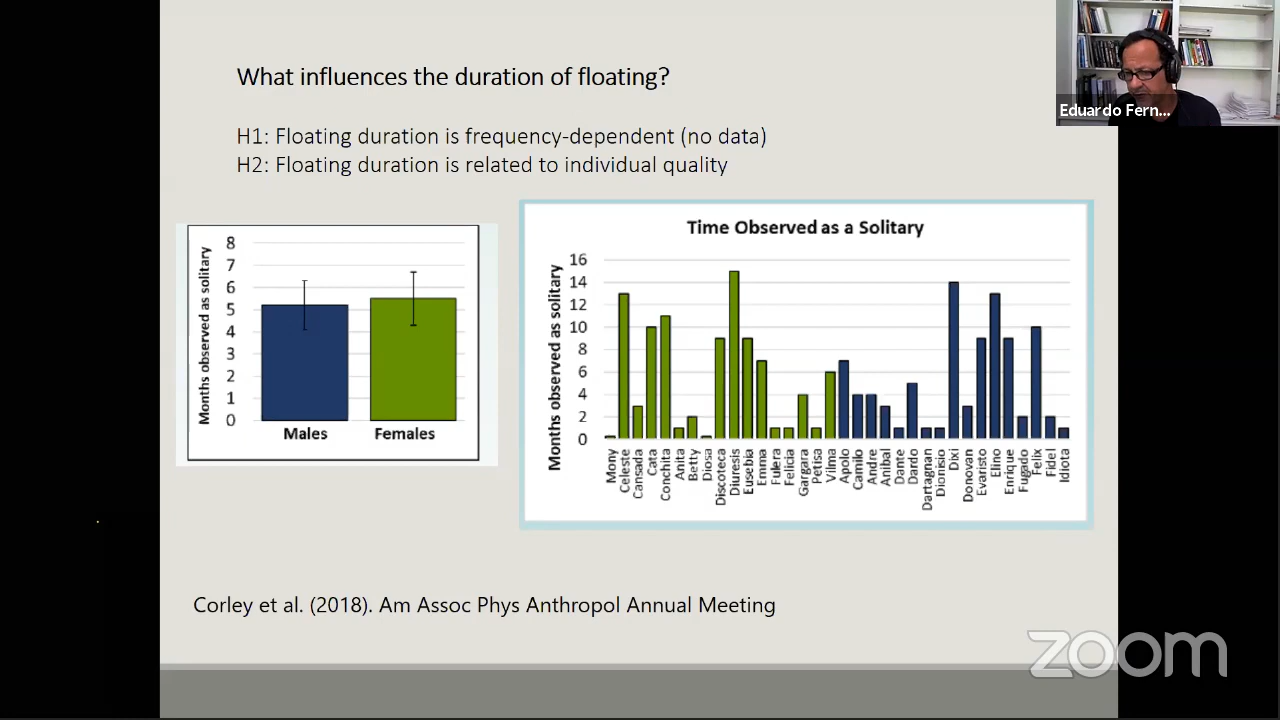 What influences the duration of floating?
Eduardo Fern...
H1: Floating duration is frequency-dependent (no data)
H2: Floating duration is related to individual quality
Months observed as solitary
8
7
6
5
4
3
2
1
0
Males Females
Time Observed as a Solitary
Months observed as solitary
16
14
12
10
8
6
4
2
0
Mony
Celeste
Cansada
Cata
Conchita
Anita
Betty
Diosa
Discoteca
Diuresis
Eusebia
Emma
Fulera
Felicia
Gargara
Petisa
Vilma
Apolo
Camilo
Andre
Anibal
Dante
Dardo
Dartagnan
Dionisio
Dixi
Donovan
Evaristo
Elino
Enrique
Fugado
Felix
Fidel
Idiota
Corley et al. (2018). Am Assoc Phys Anthropol Annual Meeting
zoom